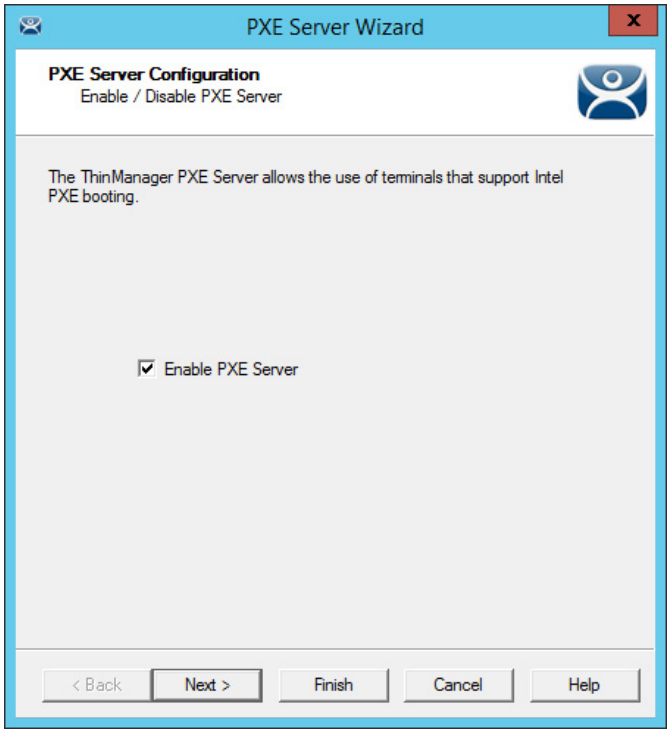 PXE Server Wizard
x
PXE Server Configuration
Enable / Disable PXE Server
The ThinManager PXE Server allows the use of terminals that support Intel
PXE booting.
Enable PXE Server
< Back
Next >
Finish
Cancel
Help